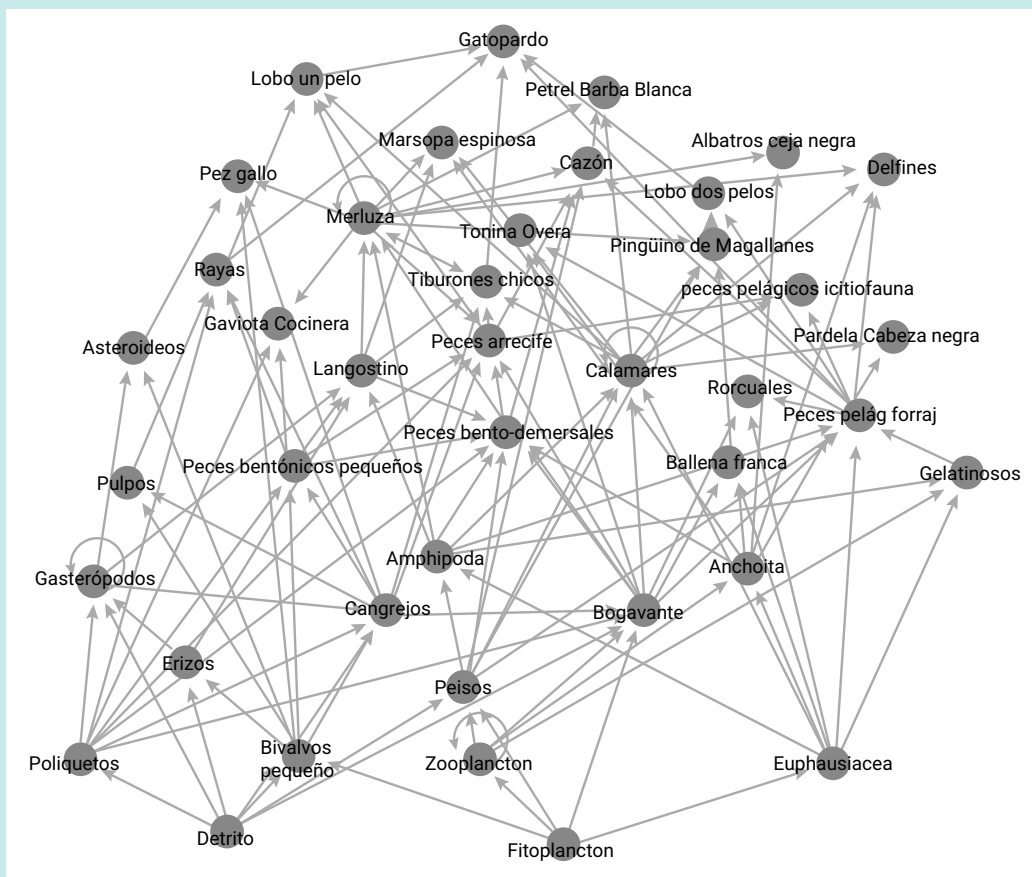 Gatopardo
Lobo un pelo
Petrel Barba Blanca
Marsopa espinosa
Albatros ceja negra
Cazón
Delfines
Pez gallo
Lobo dos pelos
Merluza
Tonina Overa
Pingüino de Magallanes
Rayas
Tiburones chicos
peces pelágicos icitiofauna
Gaviota Cocinera
Pardela Cabeza negra
Asteroideos
Peces arrecife
Langostino
Calamares
Rorcuales
Peces pelág forraj
Peces bento-demersales
Peces bentónicos pequeños
Ballena franca
Gelatinosos
Pulpos
Amphipoda
Anchoita
Gasterópodos
Cangrejos
Bogavante
Erizos
Peisos
Poliquetos
Bivalvos
pequeño
Zooplancton
Euphausiacea
Detrito
Fitoplancton